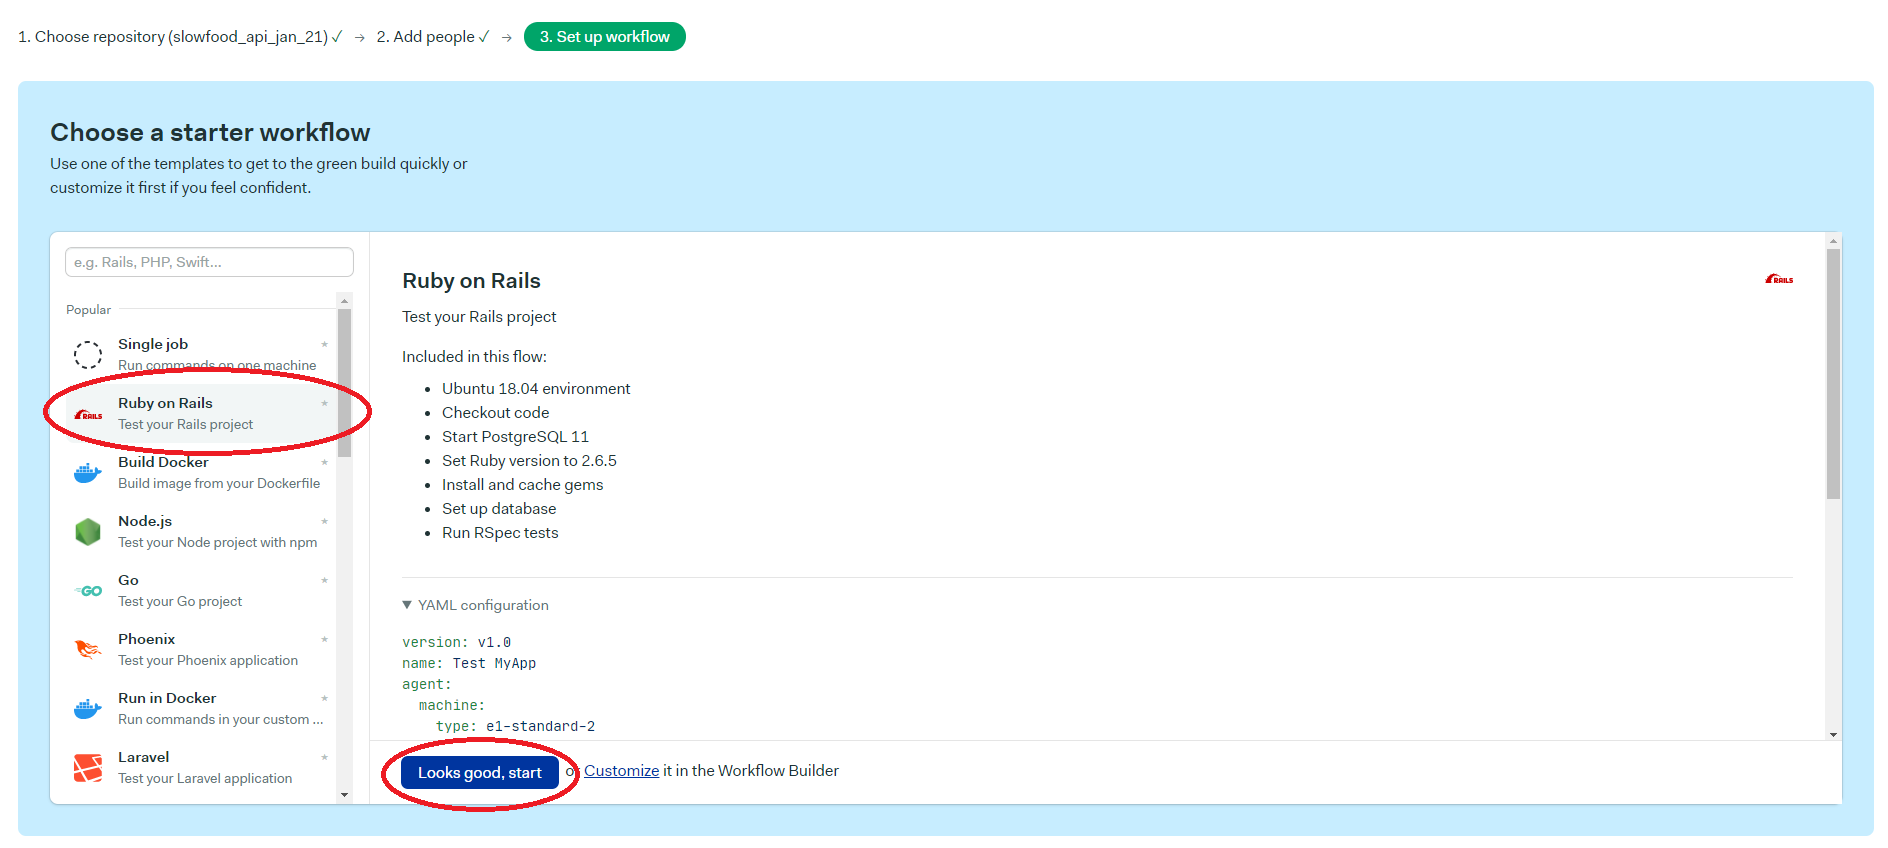 1. Choose repository (slowfood_api_jan_21) ✓ → 2. Add people ✓ → 3. Set up workflow
Choose a starter workflow
Use one of the templates to get to the green build quickly or
customize it first if you feel confident.
e.g. Rails, PHP, Swift...
Popular
Single job
Run commands on one machine
RAILS
Ruby on Rails
Test your Rails project
Build Docker
Build image from your Dockerfile
Node.js
Test your Node project with npm
GO
Go
Test your Go project
Phoenix
Test your Phoenix application
Run in Docker
Run commands in your custom ...
Laravel
Test your Laravel application
Ruby on Rails
RAILS
Test your Rails project
Included in this flow:
• Ubuntu 18.04 environment
• Checkout code
• Start PostgreSQL 11
• Set Ruby version to 2.6.5
• Install and cache gems
• Set up database
• Run RSpec tests
▼ YAML configuration
version: v1.0
name: Test MyApp
agent:
machine:
type: e1-standard-2
Looks good, start or Customize it in the Workflow Builder